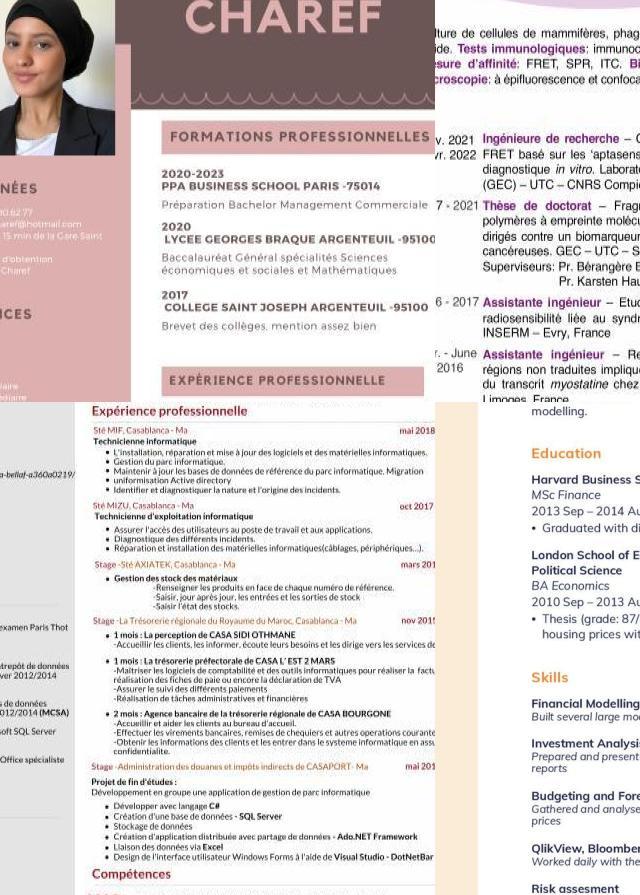 CHAREF
FORMATIONS PROFESSIONNELLES
2020-2023
PPA BUSINESS SCHOOL PARIS -75014
Préparation Bachelor Management Commerciale
2020
LYCEE GEORGES BRAQUE ARGENTEUIL -95100
Baccalauréat Général spécialités Sciences
économiques et sociales et Mathématiques
2017
COLLEGE SAINT JOSEPH ARGENTEUIL -95100
Brevet des collèges, mention assez bien
EXPÉRIENCE PROFESSIONNELLE
NÉES
90 62 77
aref@hotmail.com
15 min de la Gare Saint
d'obtention
Charef
NCES
iaire
édiaire
lture de cellules de mammifères, phag
ide. Tests immunologiques: immunoc
esure d'affinité: FRET, SPR, ITC. Bi
croscopie: à épifluorescence et confoca
v. 2021 Ingénieure de recherche – C
vr. 2022 FRET basé sur les 'aptasens
diagnostique in vitro. Laborat
(GEC) – UTC – CNRS Compiè
7 - 2021 Thèse de doctorat – Frag
polymères à empreinte molécu
dirigés contre un biomarqueur
cancéreuses. GEC – UTC – S
Superviseurs: Pr. Bérangère B
Pr. Karsten Hau
6 - 2017 Assistante ingénieur – Etud
radiosensibilité liée au syndr
INSERM – Evry, France
r. - June Assistante ingénieur – Re
2016 régions non traduites implique
du transcrit myostatine chez
Limoges, France
a-bellaf-a360a0219/
examen Paris Thot
trepôt de données
ver 2012/2014
s de données
2012/2014 (MCSA)
soft SQL Server
Office spécialiste
Expérience professionnelle
Sté MIF, Casablanca - Ma mai 2018
Technicienne informatique
• L'installation, réparation et mise à jour des logiciels et des matérielles informatiques.
• Gestion du parc informatique.
• Maintenir à jour les bases de données de référence du parc informatique. Migration
• uniformisation Active directory
• Identifier et diagnostiquer la nature et l'origine des incidents.
Sté MIZU, Casablanca - Ma oct 2017
Technicienne d'exploitation informatique
• Assurer l'accès des utilisateurs au poste de travail et aux applications.
• Diagnostique des différents incidents.
• Réparation et installation des matérielles informatiques(câblages, périphériques...).
Stage -Sté AXIATEK, Casablanca - Ma mars 201
• Gestion des stock des matériaux
-Renseigner les produits en face de chaque numéro de référence.
-Saisir, jour après jour, les entrées et les sorties de stock
-Saisir l'état des stocks.
Stage -La Trésorerie régionale du Royaume du Maroc, Casablanca - Ma nov 2015
• 1 mois : La perception de CASA SIDI OTHMANE
-Accueillir les clients, les informer, écoute leurs besoins et les dirige vers les services de
• 1 mois : La trésorerie préfectorale de CASA L' EST 2 MARS
-Maîtriser les logiciels de comptabilité et des outils informatiques pour réaliser la factu
réalisation des fiches de paie ou encore la déclaration de TVA
-Assurer le suivi des différents paiements
-Réalisation de tâches administratives et financières
• 2 mois : Agence bancaire de la trésorerie régionale de CASA BOURGONE
-Accueillir et aider les clients au bureau d'accueil.
-Effectuer les virements bancaires, remises de chequiers et autres operations courante
-Obtenir les informations des clients et les entrer dans le systeme informatique en assu
confidentialite.
Stage -Administration des douanes et impôts indirects de CASAPORT- Ma mai 201
Projet de fin d'études :
Développement en groupe une application de gestion de parc informatique
• Développer avec langage C#
• Création d'une base de données - SQL Server
• Stockage de données
• Création d'application distribuée avec partage de données - Ado.NET Framework
• Liaison des données via Excel
• Design de l'interface utilisateur Windows Forms à l'aide de Visual Studio - DotNetBar
Compétences
modelling.
Education
Harvard Business S
MSc Finance
2013 Sep – 2014 Au
• Graduated with di
London School of E
Political Science
BA Economics
2010 Sep – 2013 Au
• Thesis (grade: 87/
housing prices wit
Skills
Financial Modelling
Built several large mo
Investment Analysi
Prepared and present
reports
Budgeting and Fore
Gathered and analyse
prices
QlikView, Bloomber
Worked daily with the
Risk assesment